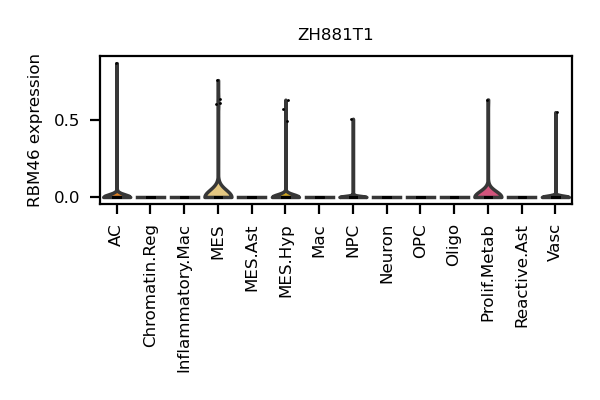 ZH881T1
RBM46 expression
0.5
0.0
AC
Chromatin.Reg
Inflammatory.Mac
MES
MES.Ast
MES.Hyp
Mac
NPC
Neuron
OPC
Oligo
Prolif.Metab
Reactive.Ast
Vasc